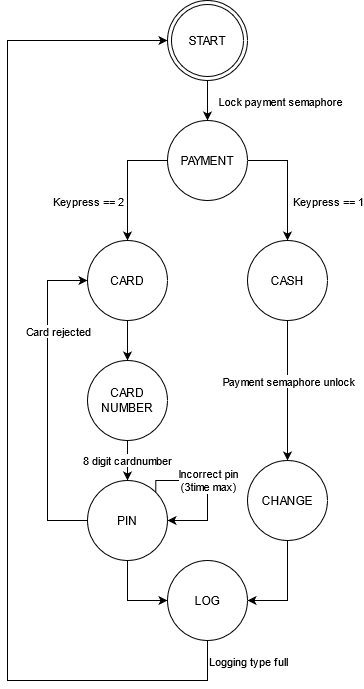 START
Lock payment semaphore
PAYMENT
Keypress == 2
Keypress == 1
CARD
CASH
Card rejected
CARD
NUMBER
Payment semaphore unlock
8 digit cardnumber
Incorrect pin
(3time max)
PIN
CHANGE
LOG
Logging type full